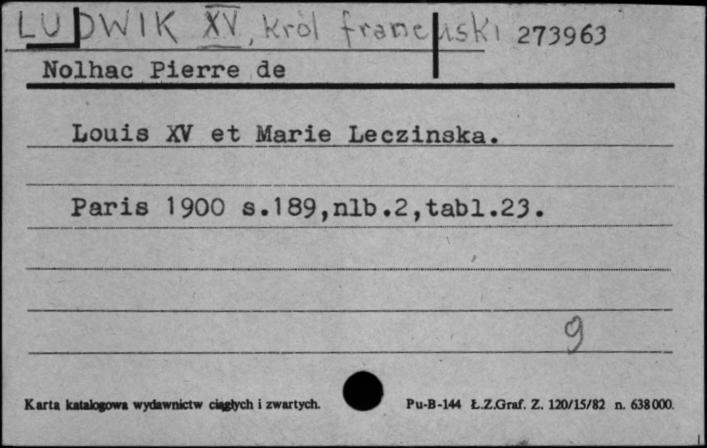 LUDWIK XV, król francuski 273963
Nolhac Pierre de
Louis XV et Marie Leczinska.
Paris 1900 s.189,nlb.2,tabl.23.
9
Karta katalogowa wydawnictw ciągłych i zwartych. Pu-B-144 Ł.Z.Graf. Z. 120/15/82 n. 638000.